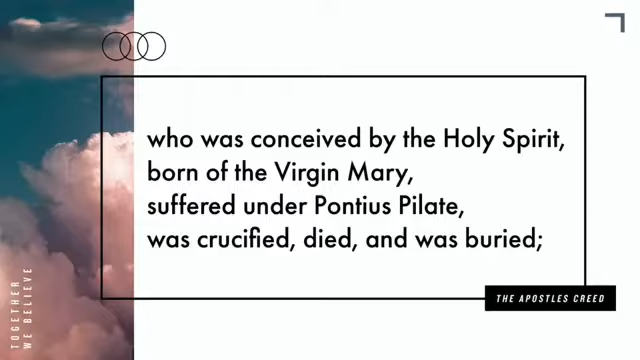 who was conceived by the Holy Spirit,
born of the Virgin Mary,
suffered under Pontius Pilate,
was crucified, died, and was buried;
THE APOSTLES CREED
TOGETHER
WE BELIEVE